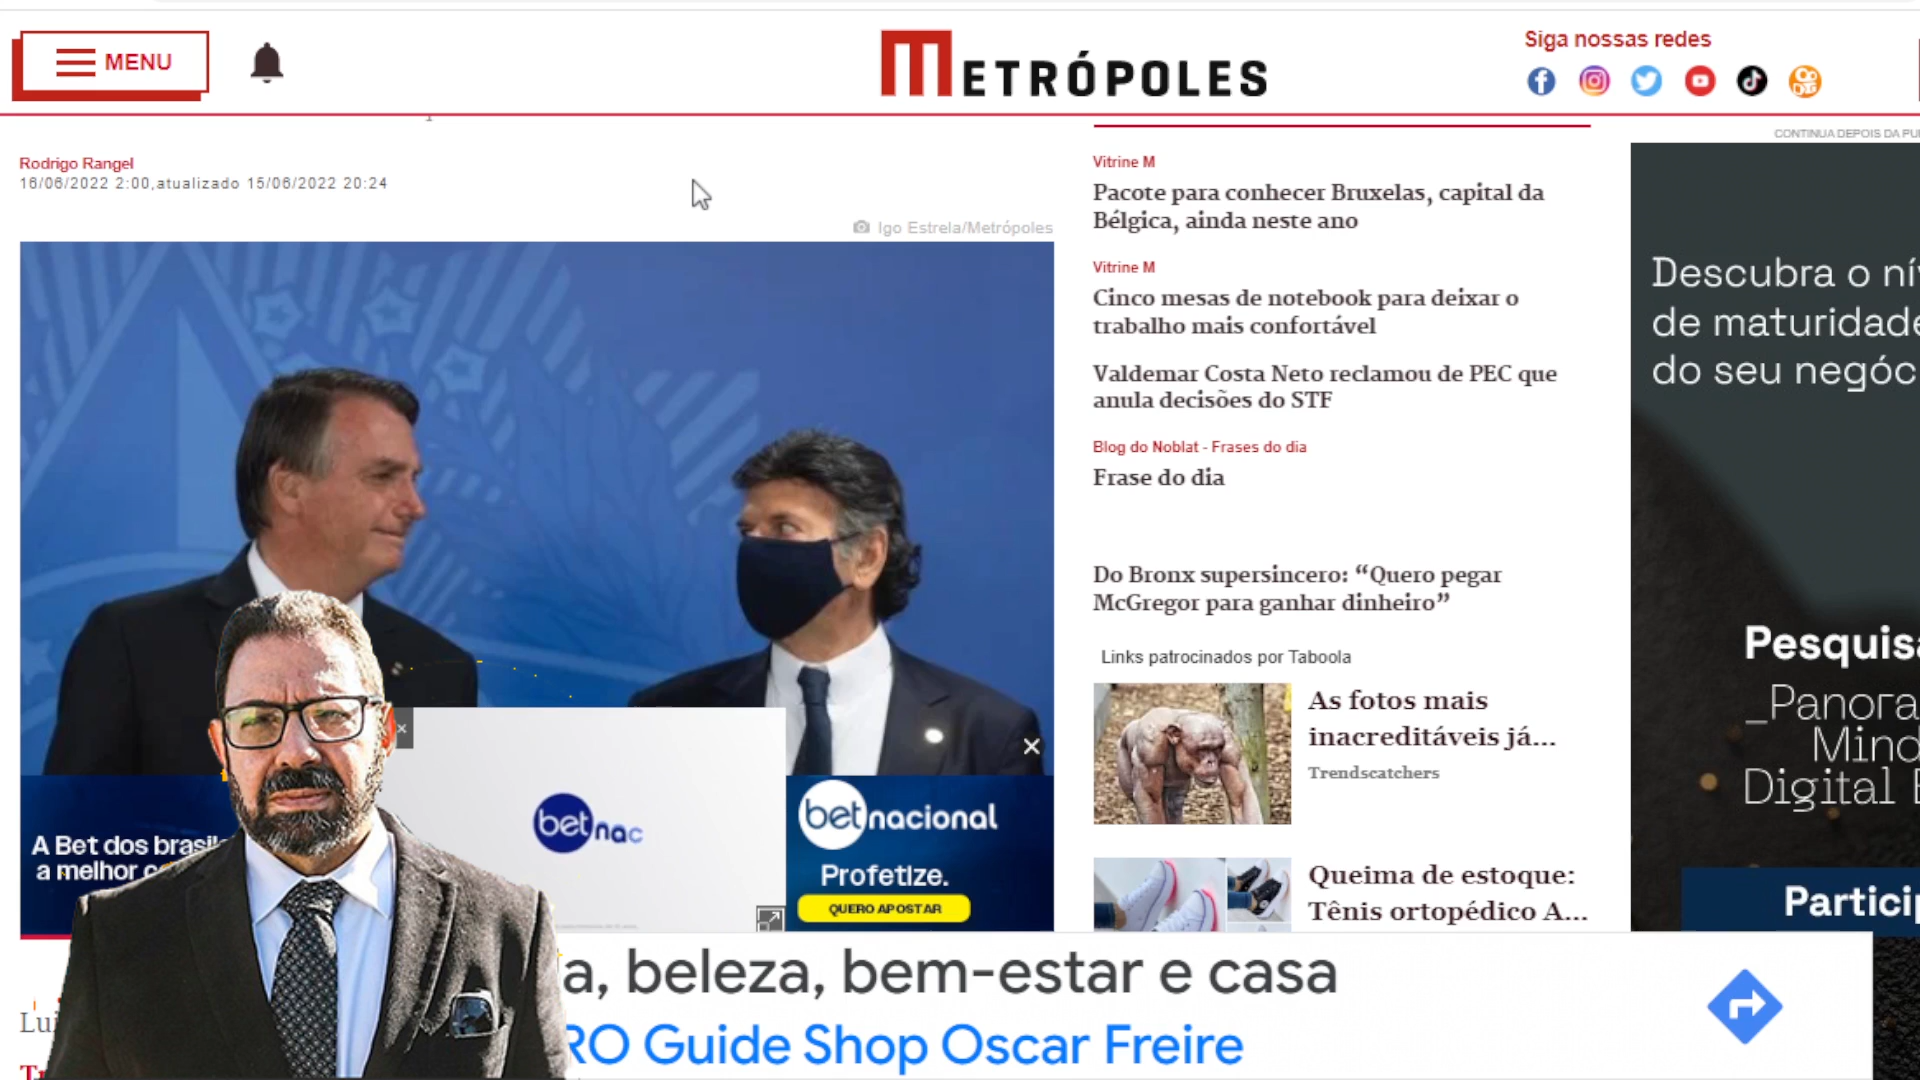 MENU
METRÓPOLES
Siga nossas redes
CONTINUA DEPOIS DA PU
Rodrigo Rangel
16/06/2022 2:00,atualizado 15/06/2022 20:24
Igo Estrela/Metrópoles
Vitrine M
Pacote para conhecer Bruxelas, capital da
Bélgica, ainda neste ano
Vitrine M
Cinco mesas de notebook para deixar o
trabalho mais confortável
Valdemar Costa Neto reclamou de PEC que
anula decisões do STF
Blog do Noblat - Frases do dia
Frase do dia
Do Bronx supersincero: “Quero pegar
McGregor para ganhar dinheiro”
Links patrocinados por Taboola
As fotos mais
inacreditáveis já...
Trendscatchers
Queima de estoque:
Tênis ortopédico A...
Descubra o ní
de maturidade
do seu negóc
Pesquisa
_Panora
Mind
Digital
Particip
A Bet dos brasil
a melhor c
betnac
betnacional
Profetize.
QUERO APOSTAR
a, beleza, bem-estar e casa
RO Guide Shop Oscar Freire
Lui
Tr